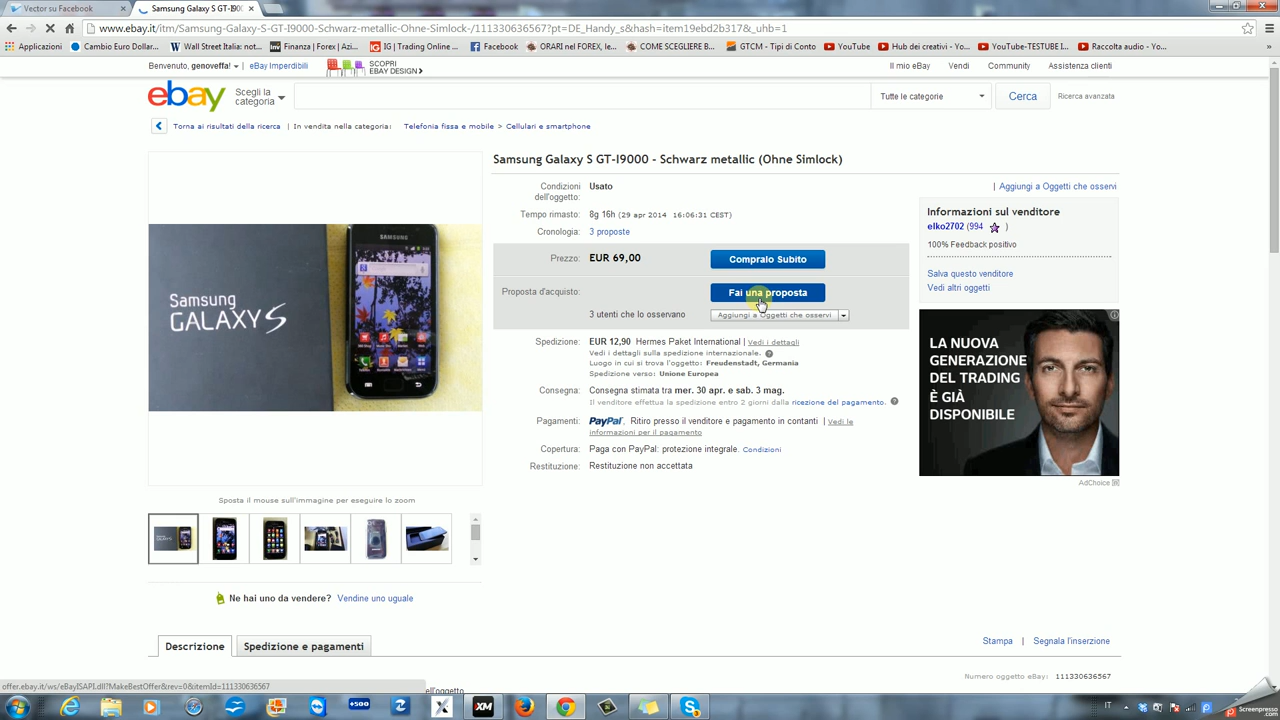 Vector su Facebook
Samsung Galaxy S GT-I900
www.ebay.it/itm/Samsung-Galaxy-S-GT-I9000-Schwarz-metallic-Ohne-Simlock-/111330636567?pt=DE_Handy_s&hash=item19ebd2b317&_uhb=1
Applicazioni
Cambio Euro Dollar...
Wall Street Italia: not...
Finanza | Forex | Azi...
IG | Trading Online ...
Facebook
ORARI nel FOREX, le...
COME SCEGLIERE B...
GTCM - Tipi di Conto
YouTube
Hub dei creativi - Yo...
YouTube-TESTUBE I...
Raccolta audio - Yo...
Benvenuto, genoveffa!
eBay Imperdibili
SCOPRI
EBAY DESIGN
Il mio eBay
Vendi
Community
Assistenza clienti
ebay
Scegli la
categoria
Tutte le categorie
Cerca
Ricerca avanzata
Torna ai risultati della ricerca | In vendita nella categoria: Telefonia fissa e mobile > Cellulari e smartphone
Samsung Galaxy S GT-I9000 - Schwarz metallic (Ohne Simlock)
Condizioni
dell'oggetto:
Usato
| Aggiungi a Oggetti che osservi
Tempo rimasto: 8g 16h (29 apr 2014 16:06:31 CEST)
Cronologia: 3 proposte
Prezzo: EUR 69,00
Compralo Subito
Proposta d'acquisto:
Fai una proposta
3 utenti che lo osservano
Aggiungi a Oggetti che osservi
Spedizione: EUR 12,90 Hermes Paket International | Vedi i dettagli
Vedi i dettagli sulla spedizione internazionale.
Luogo in cui si trova l'oggetto: Freudenstadt, Germania
Spedizione verso: Unione Europea
Consegna: Consegna stimata tra mer. 30 apr. e sab. 3 mag.
Il venditore effettua la spedizione entro 2 giorni dalla ricezione del pagamento.
Pagamenti: PayPal, Ritiro presso il venditore e pagamento in contanti | Vedi le
informazioni per il pagamento
Copertura: Paga con PayPal: protezione integrale. Condizioni
Restituzione: Restituzione non accettata
Informazioni sul venditore
elko2702 (994 )
100% Feedback positivo
Salva questo venditore
Vedi altri oggetti
LA NUOVA
GENERAZIONE
DEL TRADING
È GIÀ
DISPONIBILE
AdChoice
SAMSUNG
Samsung
GALAXY S
Sposta il mouse sull'immagine per eseguire lo zoom
Ne hai uno da vendere? Vendine uno uguale
Descrizione
Spedizione e pagamenti
Stampa | Segnala l'inserzione
Numero oggetto eBay: 111330636567
offer.ebay.it/ws/eBayISAPI.dll?MakeBestOffer&rev=0&itemId=111330636567
ell'oggetto
+500
XM
IT
Screenpresso
.com